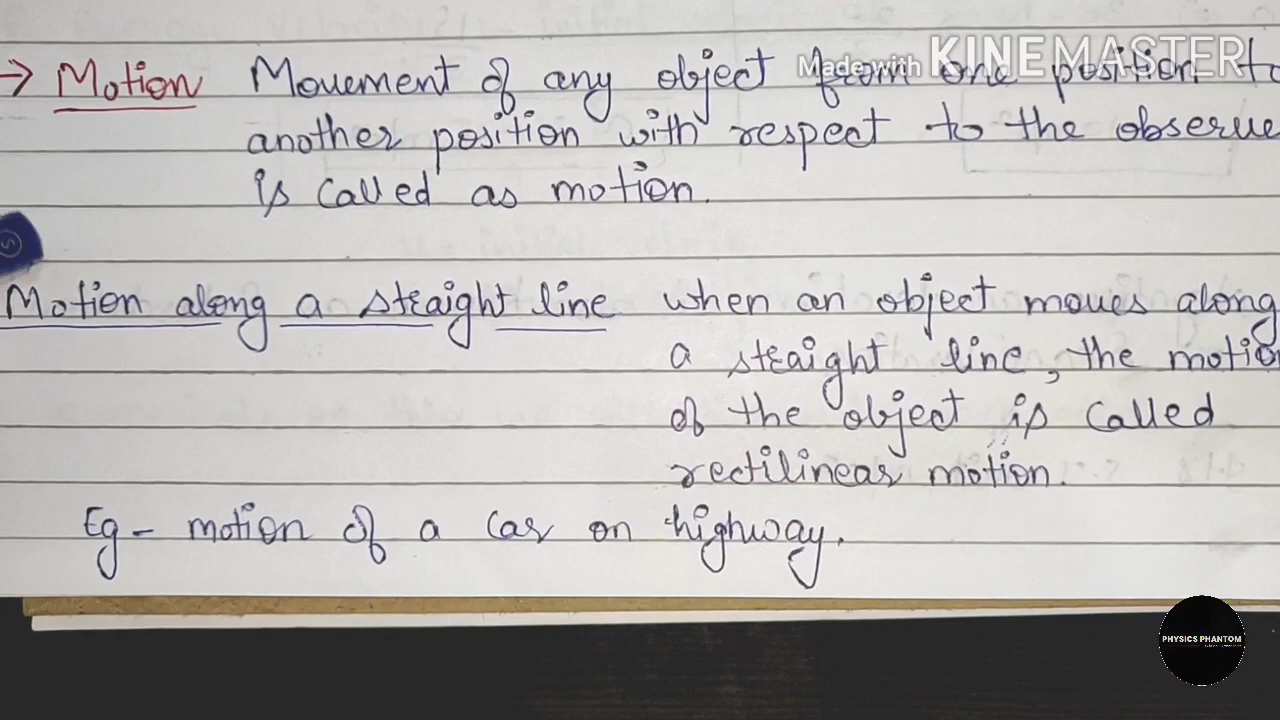 Made with KINEMASTER
→ Motion Movement of any object from one position to
another position with respect to the observe
is called as motion.
Motion along a straight line when an object moves along
a straight line, the motion
of the object is called
rectilinear motion.
Eg - motion of a car on highway.
PHYSICS PHANTOM